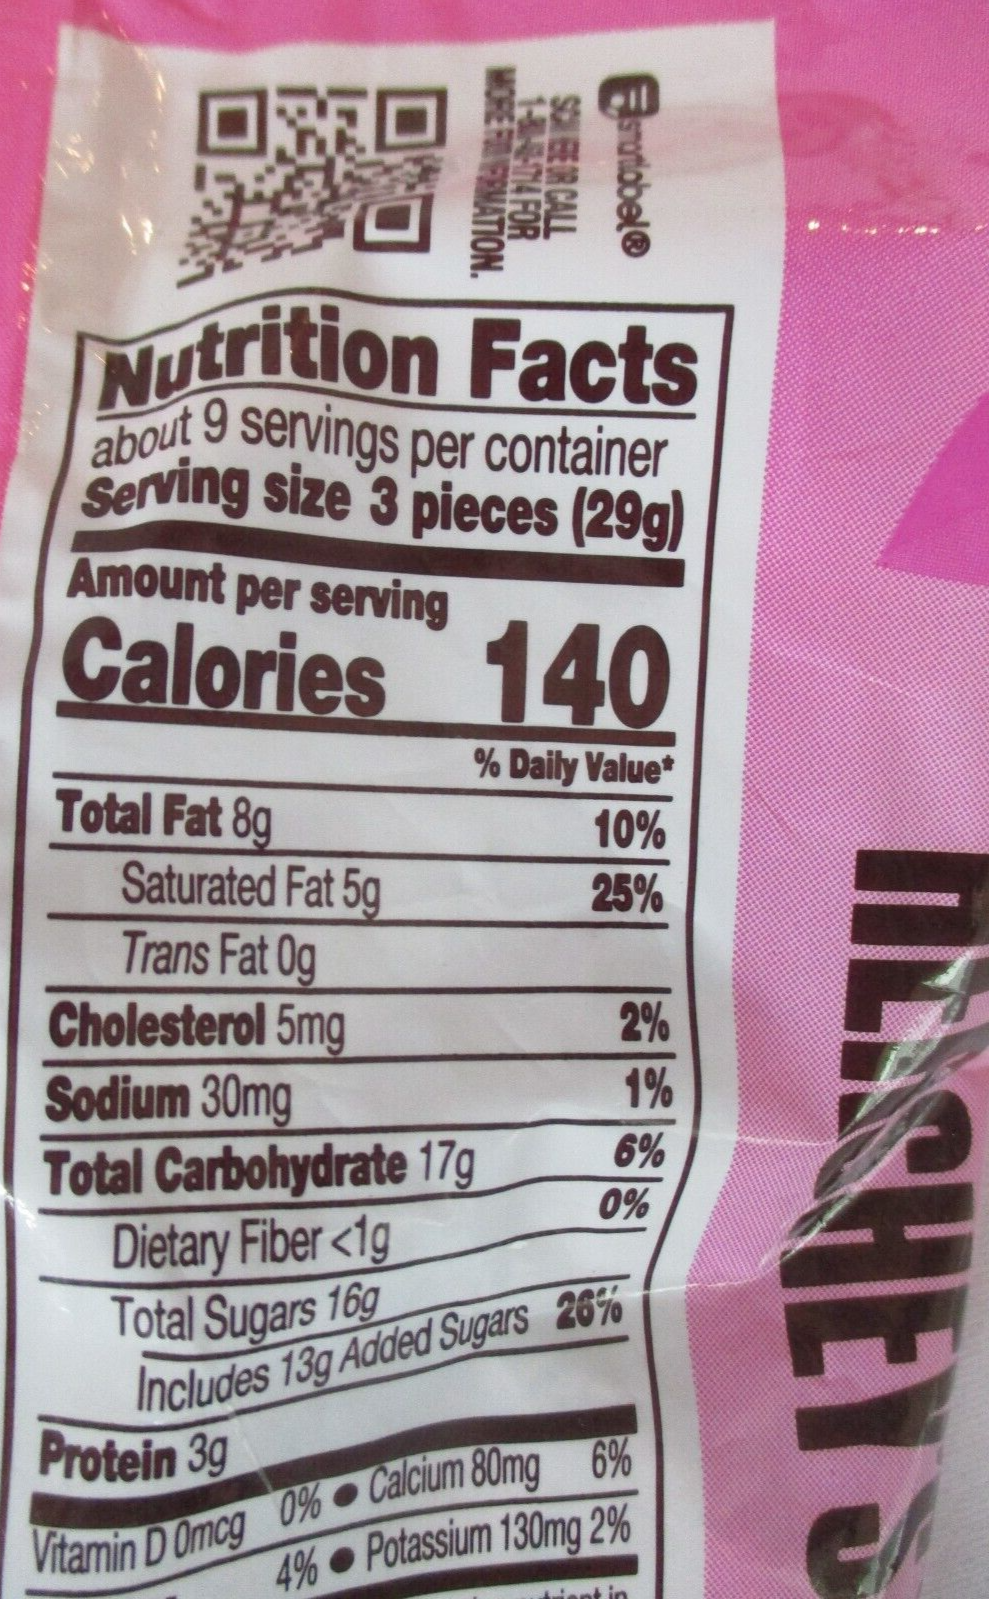 smartlabel®
SCAN HERE OR CALL
FOR
MORE FOR INFORMATION.
Nutrition Facts
about 9 servings per container
Serving size 3 pieces (29g)
Amount per serving
Calories 140
% Daily Value*
Total Fat 8g 10%
Saturated Fat 5g 25%
Trans Fat 0g
Cholesterol 5mg 2%
Sodium 30mg 1%
Total Carbohydrate 17g 6%
Dietary Fiber <1g 0%
Total Sugars 16g
Includes 13g Added Sugars 26%
Protein 3g
Vitamin D 0mcg 0% • Calcium 80mg 6%
4% • Potassium 130mg 2%
HERSHEY'S